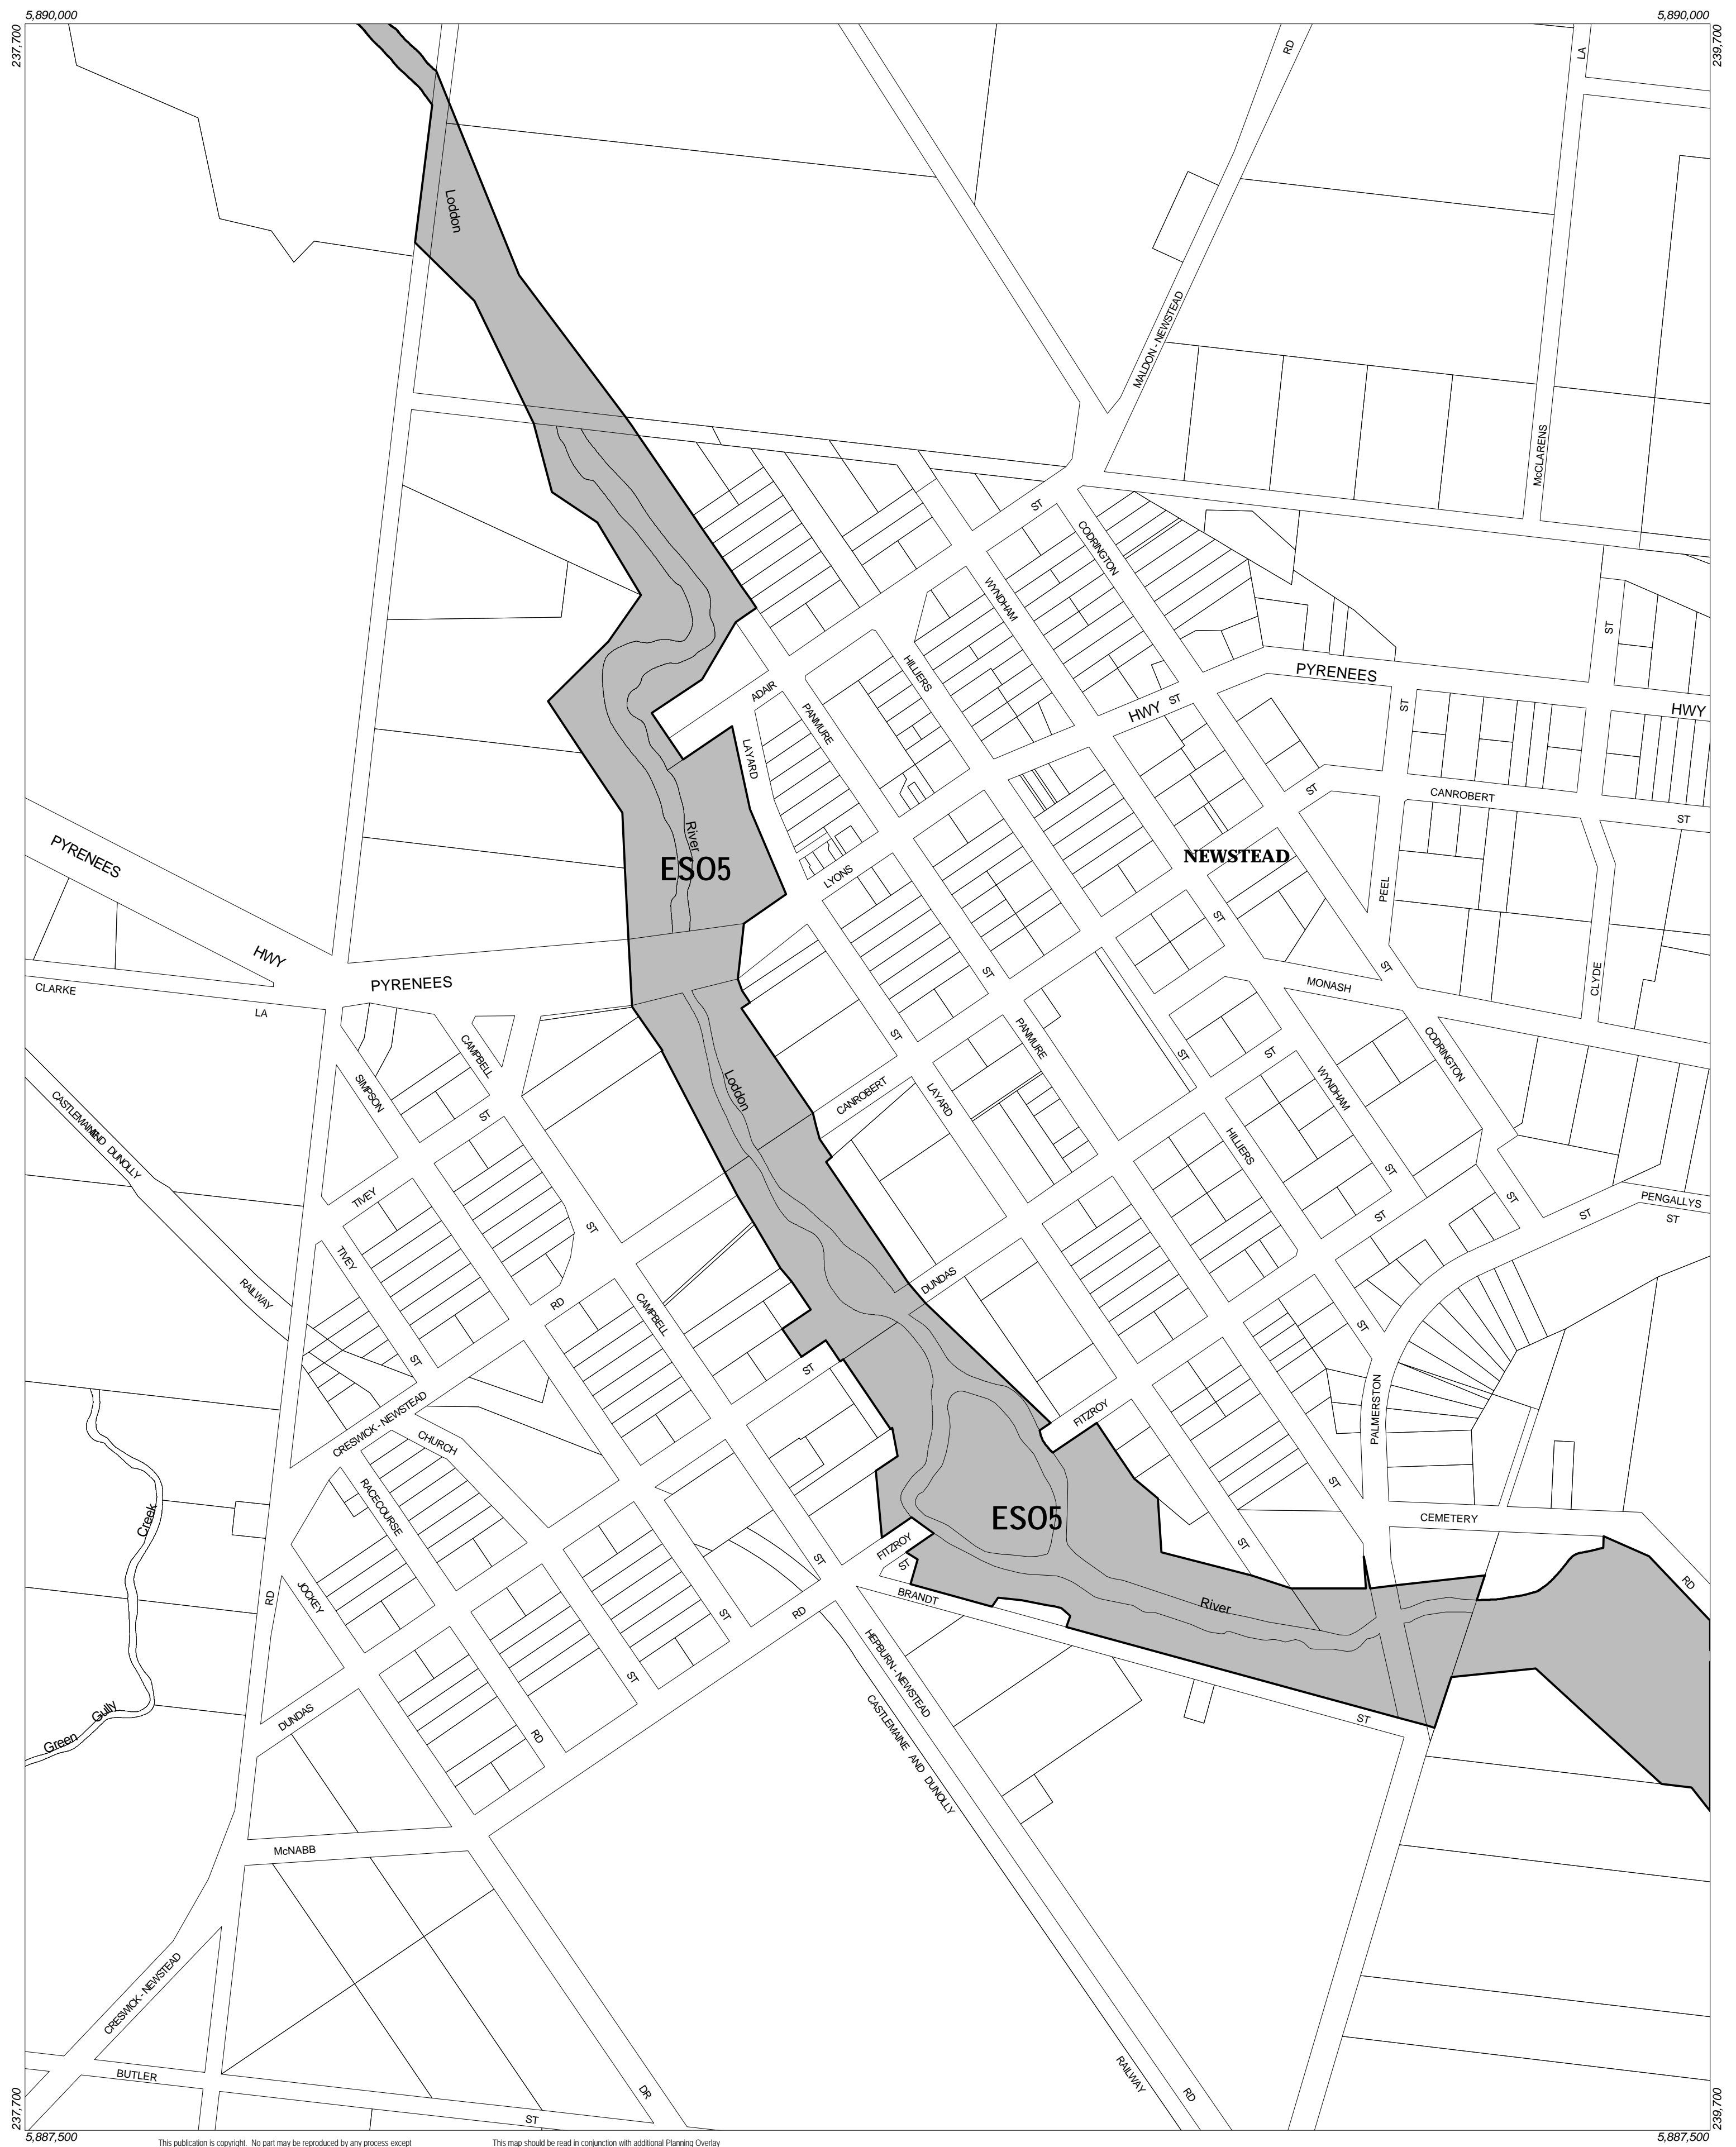 5,890,000
5,890,000
237,700
239,700
RD
LA
Loddon
MALDON - NEWSTEAD
McCLARENS
ST
CODRINGTON
WYNDHAM
ST
HILLIERS
PYRENEES
ADAIR
PANMURE
HWY ST
ST
HWY
LAYARD
ST
CANROBERT
ST
River
PYRENEES
ESO5
LYONS
NEWSTEAD
PEEL
ST
HWY
PYRENEES
ST
ST
CLYDE
CLARKE
LA
MONASH
ST
PANMURE
ST
ST
CODRINGTON
CAMPBELL
SIMPSON
Loddon
CANROBERT
LAYARD
WYNDHAM
CASTLEMAINE AND DUNOLLY
ST
HILLIERS
ST
TIVEY
ST
PENGALLYS
ST
ST
ST
ST
TIVEY
RAILWAY
DUNDAS
RD
CAMPBELL
ST
ST
ST
CRESWICK - NEWSTEAD
FITZROY
PALMERSTON
CHURCH
RACECOURSE
ST
Creek
ESO5
CEMETERY
FITZROY
ST
ST
ST
RD
JOCKEY
RD
BRANDT
River
ST
RD
HEPBURN - NEWSTEAD
ST
Gully
DUNDAS
Green
RD
CASTLEMAINE AND DUNOLLY
ST
McNABB
CRESWICK - NEWSTEAD
BUTLER
ST
DR
RAILWAY
RD
237,700
239,700
5,887,500
5,887,500
This publication is copyright. No part may be reproduced by any process except
This map should be read in conjunction with additional Planning Overlay